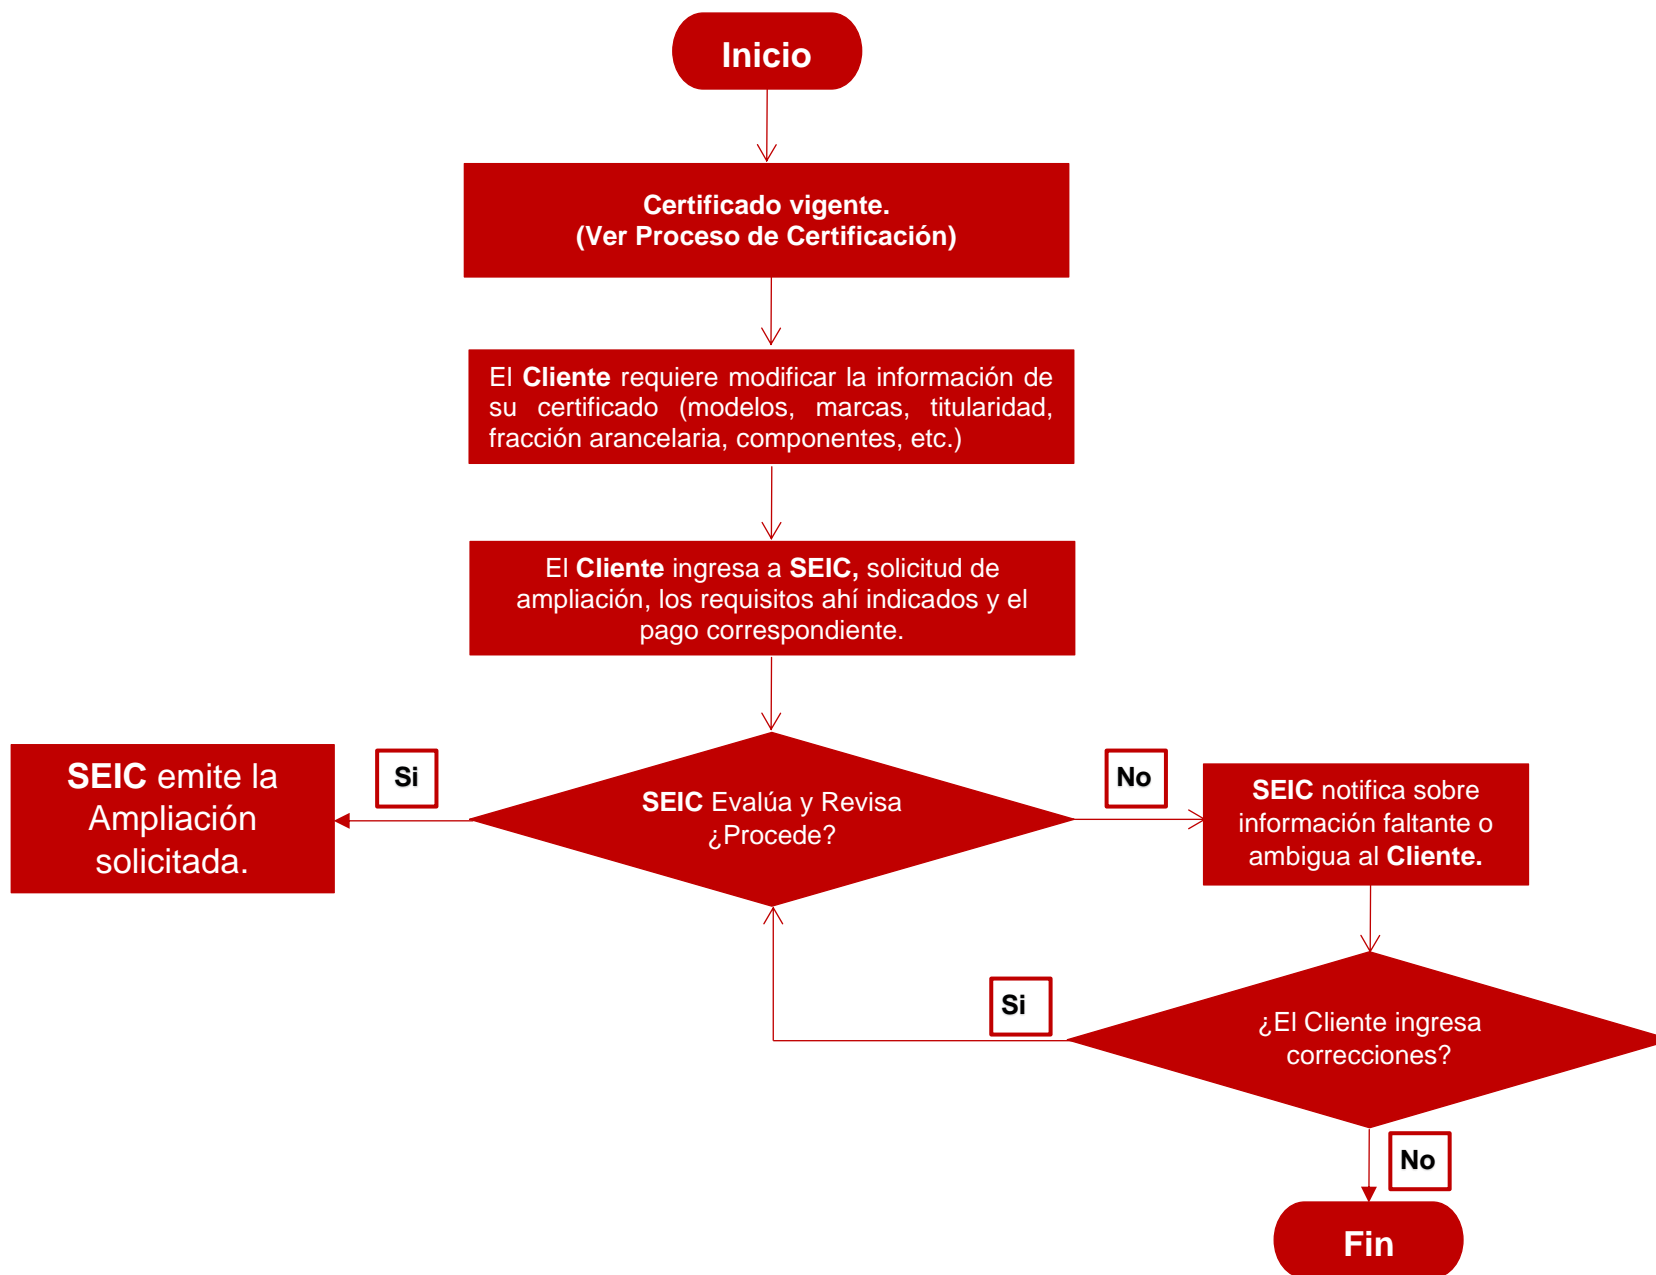 Inicio
Certificado vigente.
(Ver Proceso de Certificación)
El Cliente requiere modificar la información de
su certificado (modelos, marcas, titularidad,
fracción arancelaria, componentes, etc.)
El Cliente ingresa a SEIC, solicitud de
ampliación, los requisitos ahí indicados y el
pago correspondiente.
SEIC emite la
Ampliación
solicitada.
Si
SEIC Evalúa y Revisa
¿Procede?
No
SEIC notifica sobre
información faltante o
ambigua al Cliente.
Si
¿El Cliente ingresa
correcciones?
No
Fin